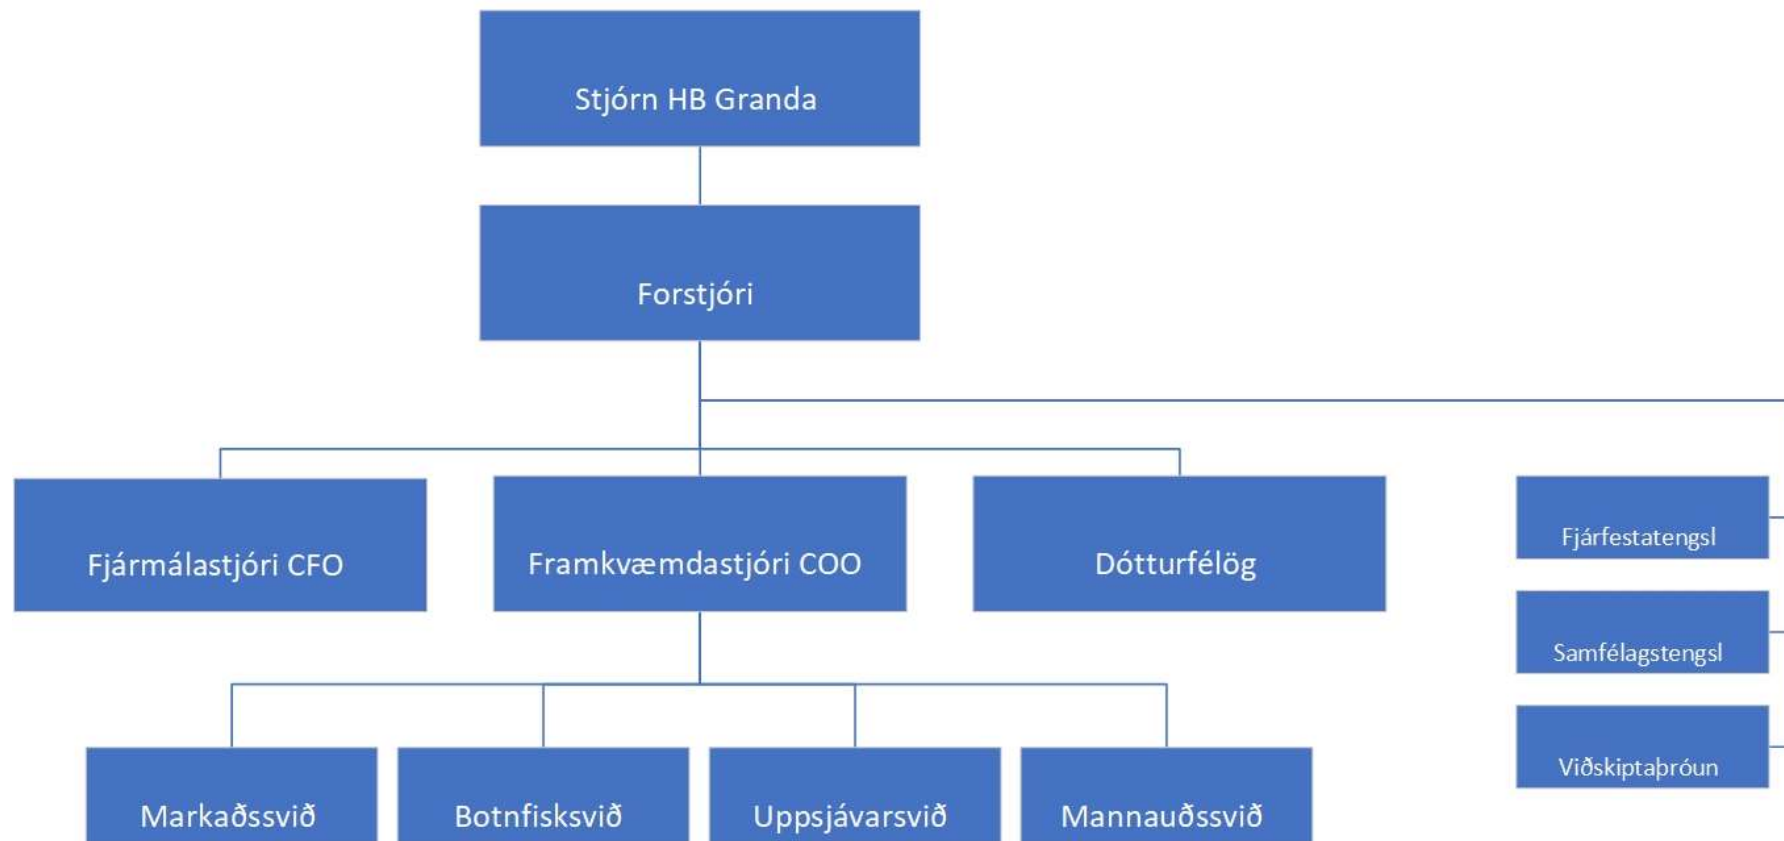 Stjórn HB Granda
Forstjóri
Fjármálastjóri CFO
Framkvæmdastjóri COO
Dótturfélög
Fjárfestatengsl
Samfélagstengsl
Viðskiptaþróun
Markaðssvið
Botnfisksvið
Uppsjávarsvið
Mannauðssvið